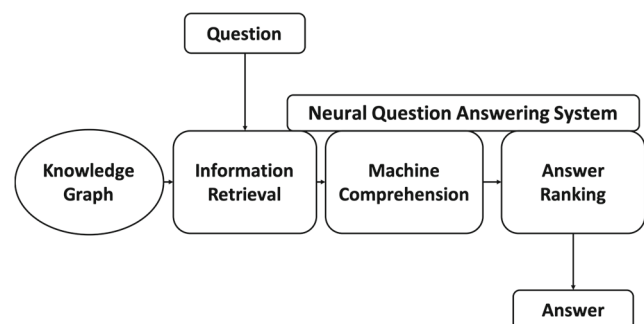 Question
Neural Question Answering System
Knowledge
Graph
Information
Retrieval
Machine
Comprehension
Answer
Ranking
Answer